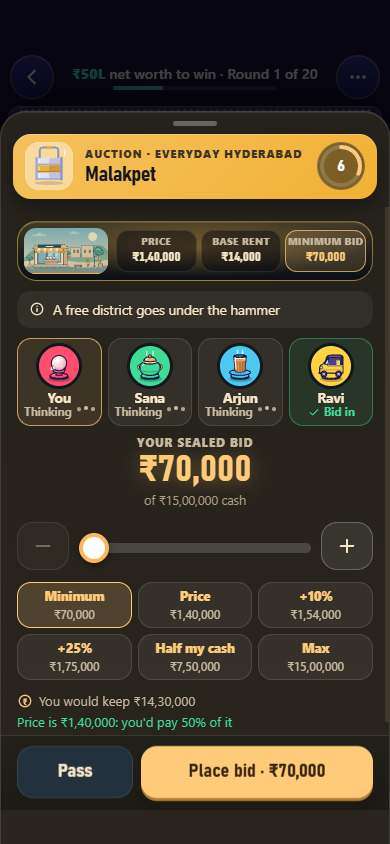 ₹50L net worth to win · Round 1 of 20
AUCTION · EVERYDAY HYDERABAD
Malakpet
6
PRICE
₹1,40,000
BASE RENT
₹14,000
MINIMUM BID
₹70,000
A free district goes under the hammer
You
Thinking
Sana
Thinking
Arjun
Thinking
Ravi
✓ Bid in
YOUR SEALED BID
₹70,000
of ₹15,00,000 cash
Minimum
₹70,000
Price
₹1,40,000
+10%
₹1,54,000
+25%
₹1,75,000
Half my cash
₹7,50,000
Max
₹15,00,000
You would keep ₹14,30,000
Price is ₹1,40,000: you'd pay 50% of it
Pass
Place bid · ₹70,000